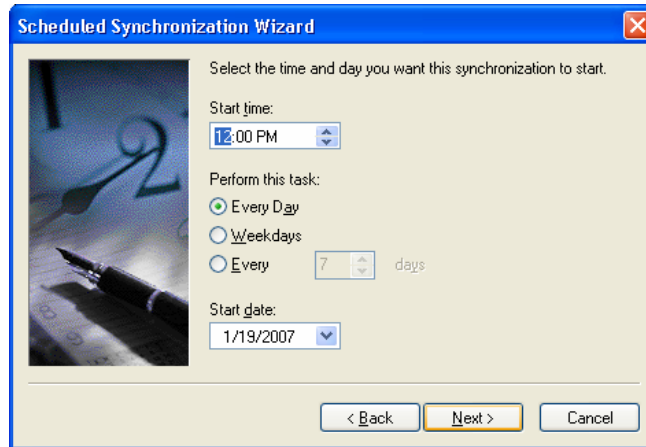 Scheduled Synchronization Wizard
Select the time and day you want this synchronization to start.
Start time:
12:00 PM
Perform this task:
Every Day
Weekdays
Every 7 days
Start date:
1/19/2007
< Back Next > Cancel